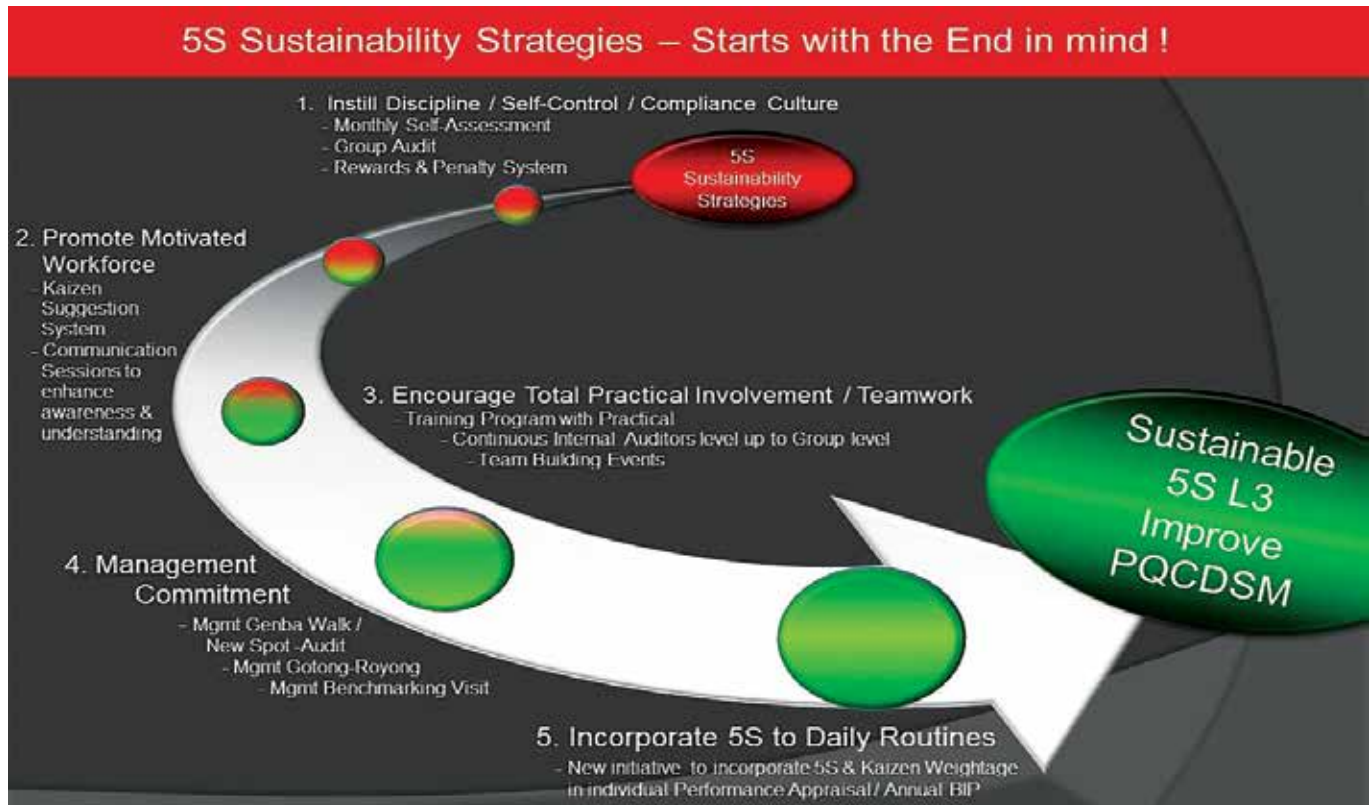 5S Sustainability Strategies – Starts with the End in mind !
1. Instill Discipline / Self-Control / Compliance Culture
- Monthly Self-Assessment
- Group Audit
- Rewards & Penalty System
5S
Sustainability
Strategies
2. Promote Motivated
Workforce
- Kaizen
Suggestion
System
- Communication
Sessions to
enhance
awareness &
understanding
3. Encourage Total Practical Involvement / Teamwork
- Training Program with Practical
- Continuous Internal Auditors level up to Group level
- Team Building Events
4. Management
Commitment
- Mgmt Genba Walk /
New Spot -Audit
- Mgmt Gotong-Royong
- Mgmt Benchmarking Visit
5. Incorporate 5S to Daily Routines
- New initiative to incorporate 5S & Kaizen Weightage
in individual Performance Appraisal / Annual BIP
Sustainable
5S L3
Improve
PQCDSM